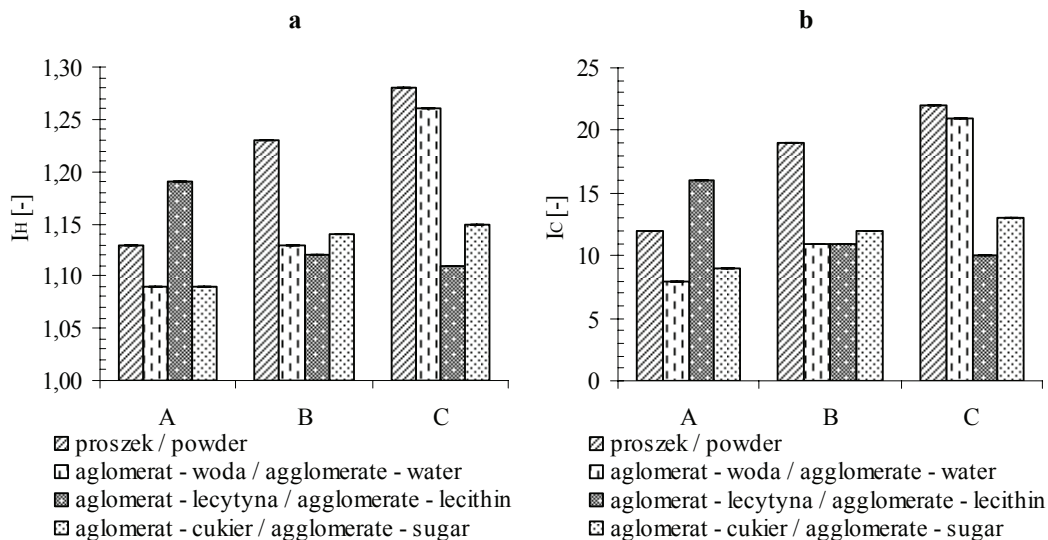 a
1,30
1,25
1,20
1,15
1,10
1,05
1,00
IH [-]
A B C
proszek / powder
aglomerat - woda / agglomerate - water
aglomerat - lecytyna / agglomerate - lecithin
aglomerat - cukier / agglomerate - sugar
b
25
20
15
10
5
0
IC [-]
A B C
proszek / powder
aglomerat - woda / agglomerate - water
aglomerat - lecytyna / agglomerate - lecithin
aglomerat - cukier / agglomerate - sugar